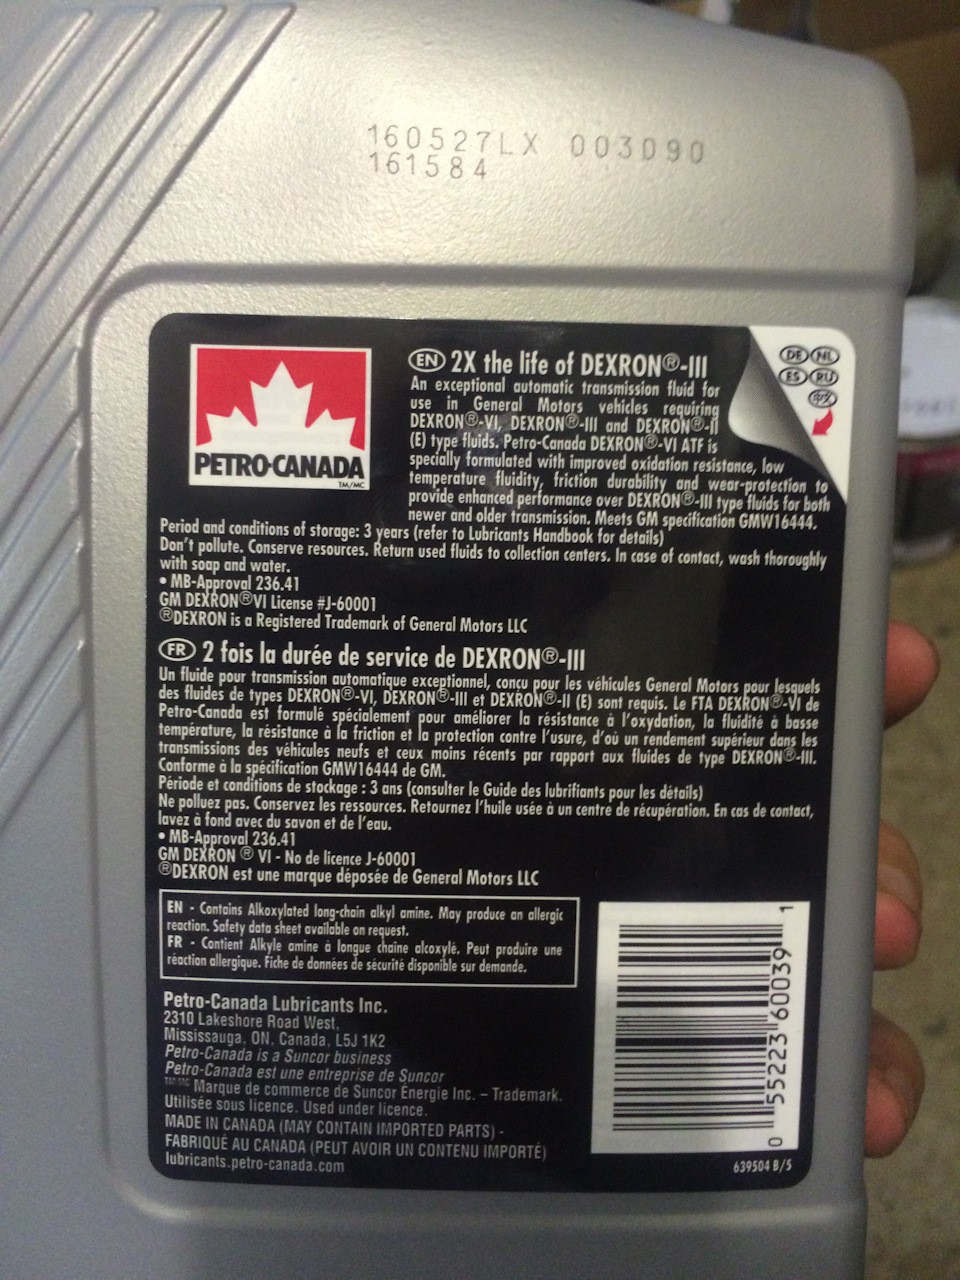 160527LX 003090
161584
PETRO-CANADA
TM/MC
EN 2X the life of DEXRON®-III
An exceptional automatic transmission fluid for
use in General Motors vehicles requiring
DEXRON®-VI, DEXRON®-III and DEXRON®-II
(E) type fluids. Petro-Canada DEXRON®-VI ATF is
specially formulated with improved oxidation resistance, low
temperature fluidity, friction durability and wear-protection to
provide enhanced performance over DEXRON®-III type fluids for both
newer and older transmission. Meets GM specification GMW16444.
DE NL
ES RU
中文
Period and conditions of storage: 3 years (refer to Lubricants Handbook for details)
Don't pollute. Conserve resources. Return used fluids to collection centers. In case of contact, wash thoroughly
with soap and water.
• MB-Approval 236.41
GM DEXRON®VI License #J-60001
®DEXRON is a Registered Trademark of General Motors LLC
FR 2 fois la durée de service de DEXRON®-III
Un fluide pour transmission automatique exceptionnel, conçu pour les véhicules General Motors pour lesquels
des fluides de types DEXRON®-VI, DEXRON®-III et DEXRON®-II (E) sont requis. Le FTA DEXRON®-VI de
Petro-Canada est formulé spécialement pour améliorer la résistance à l'oxydation, la fluidité à basse
température, la résistance à la friction et la protection contre l'usure, d'où un rendement supérieur dans les
transmissions des véhicules neufs et ceux moins récents par rapport aux fluides de type DEXRON®-III.
Conforme à la spécification GMW16444 de GM.
Période et conditions de stockage : 3 ans (consulter le Guide des lubrifiants pour les détails)
Ne polluez pas. Conservez les ressources. Retournez l'huile usée à un centre de récupération. En cas de contact,
lavez à fond avec du savon et de l'eau.
• MB-Approval 236.41
GM DEXRON ® VI - No de licence J-60001
®DEXRON est une marque déposée de General Motors LLC
EN - Contains Alkoxylated long-chain alkyl amine. May produce an allergic
reaction. Safety data sheet available on request.
FR - Contient Alkyle amine à longue chaîne alcoxylé. Peut produire une
réaction allergique. Fiche de données de sécurité disponible sur demande.
Petro-Canada Lubricants Inc.
2310 Lakeshore Road West,
Mississauga, ON, Canada, L5J 1K2
Petro-Canada is a Suncor business
Petro-Canada est une entreprise de Suncor
TM/MC Marque de commerce de Suncor Énergie Inc. – Trademark.
Utilisée sous licence. Used under licence.
MADE IN CANADA (MAY CONTAIN IMPORTED PARTS) -
FABRIQUÉ AU CANADA (PEUT AVOIR UN CONTENU IMPORTÉ)
lubricants.petro-canada.com
0 55223 60039 1
639504 B/5